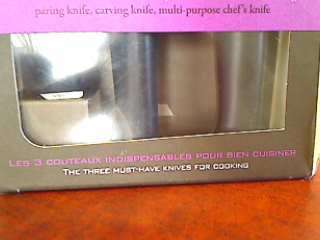 paring knife, carving knife, multi-purpose chef's knife
LES 3 COUTEAUX INDISPENSABLES POUR BIEN CUISINER
THE THREE MUST-HAVE KNIVES FOR COOKING